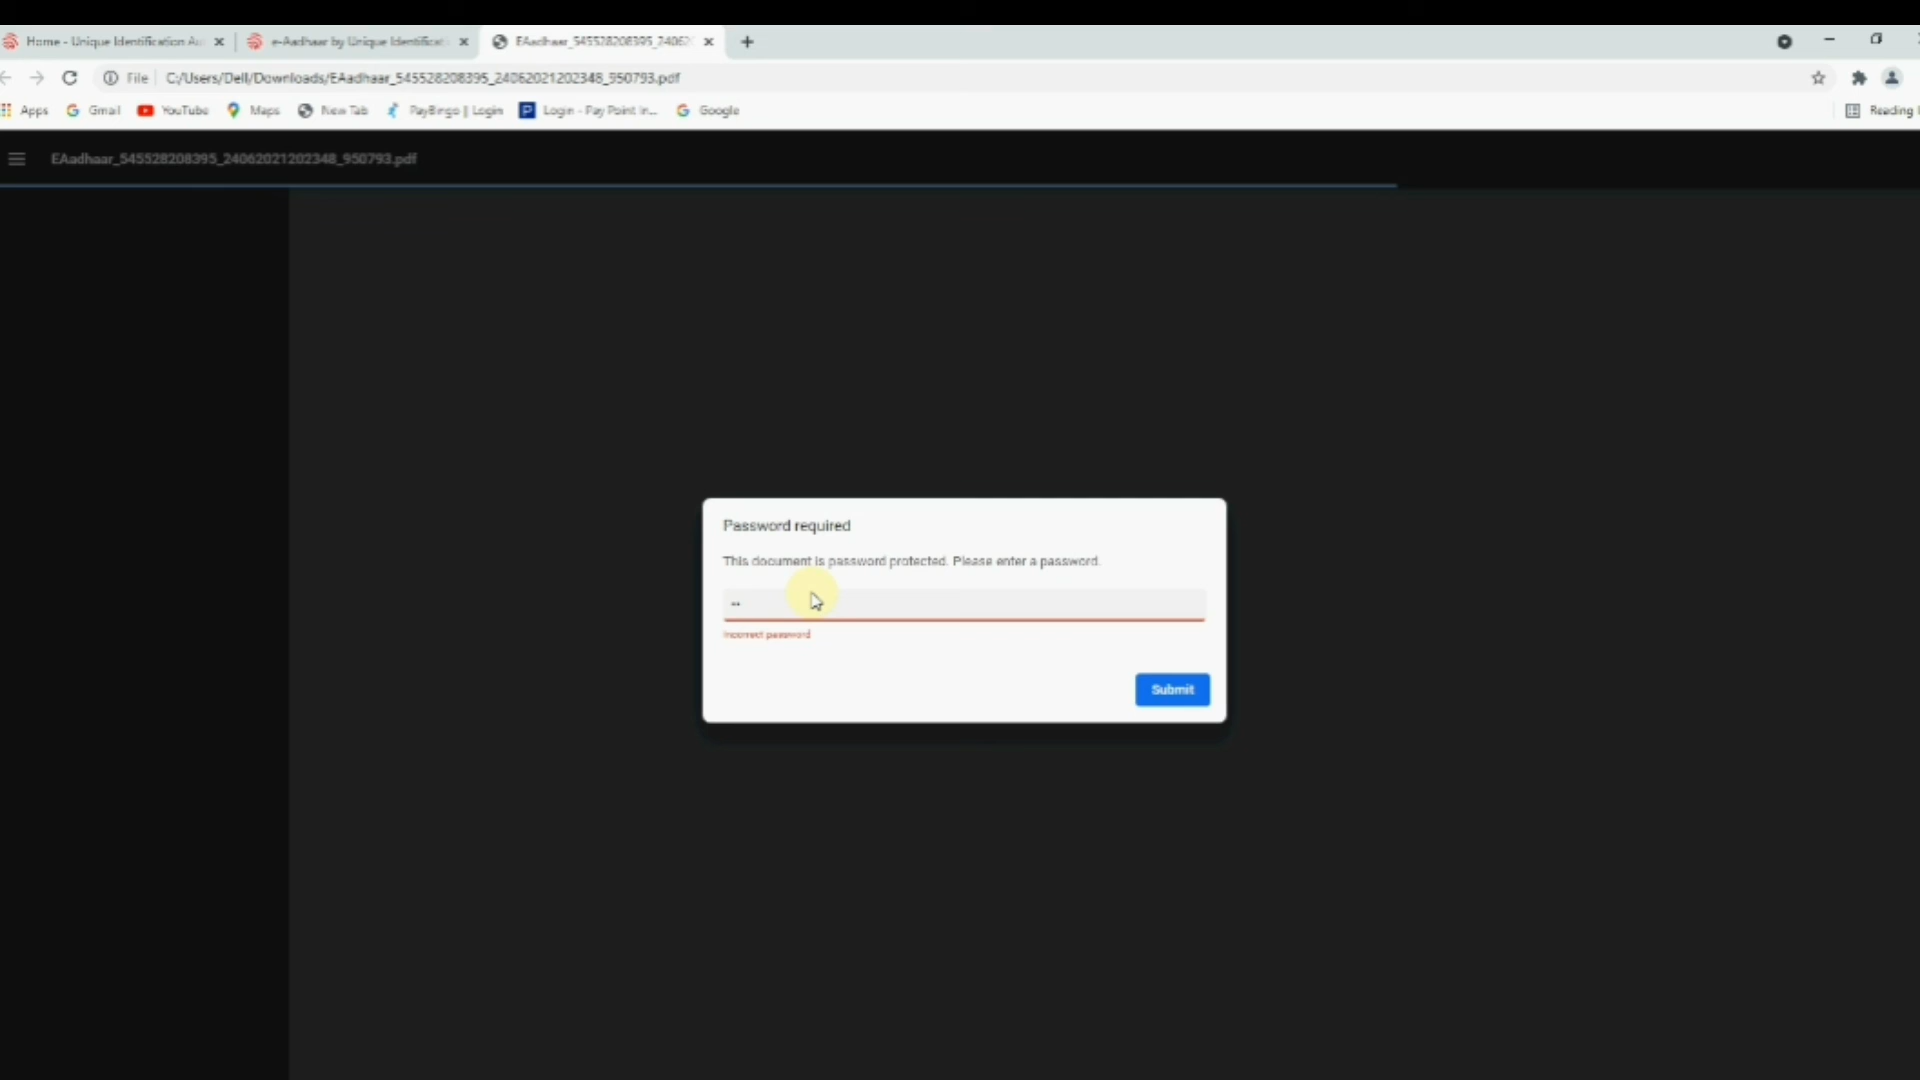 Home - Unique Identification Au
e-Aadhaar by Unique Identificati
EAadhaar_545528208395_24062
File
C:/Users/Dell/Downloads/EAadhaar_545528208395_24062021202348_950793.pdf
Apps
Gmail
YouTube
Maps
New Tab
PayBingo || Login
Login - Pay Point In...
Google
Reading
EAadhaar_545528208395_24062021202348_950793.pdf
Password required
This document is password protected. Please enter a password.
Incorrect password
Submit